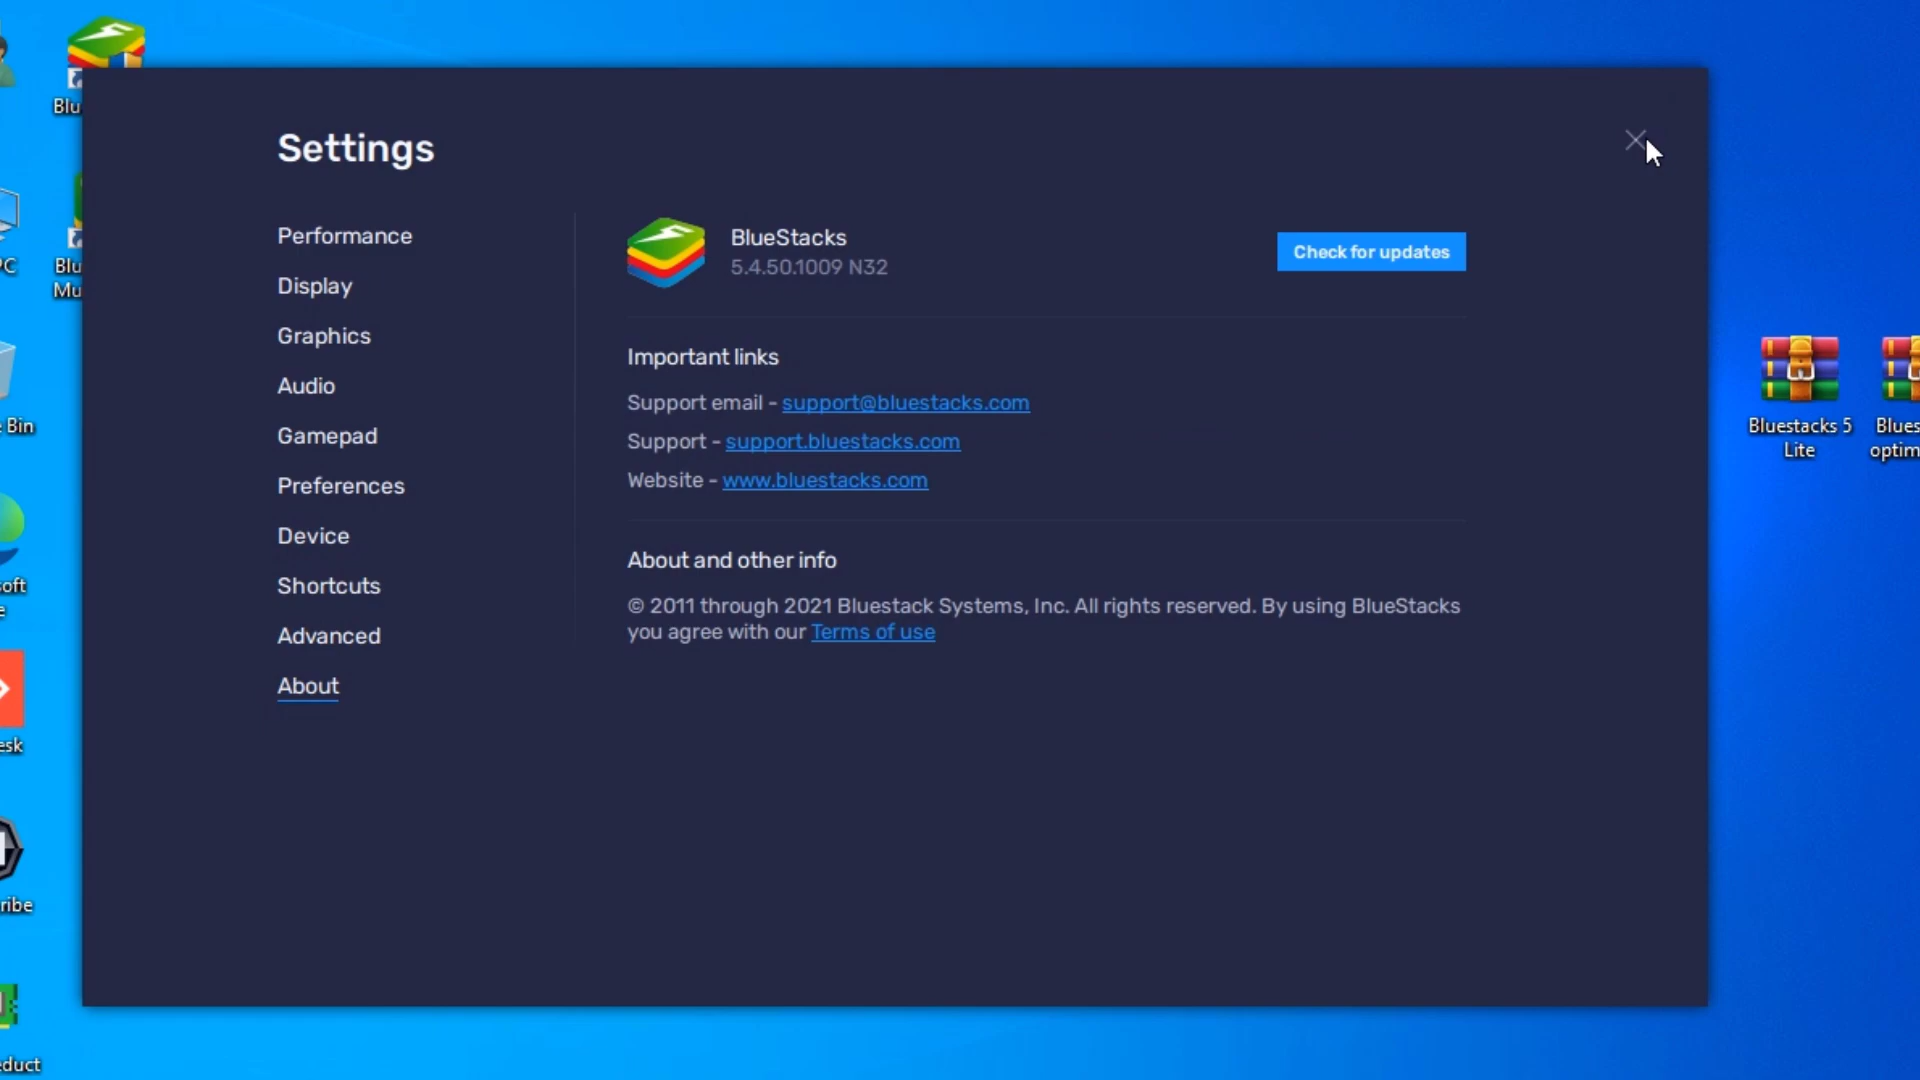 Settings
Performance
Display
Graphics
Audio
Gamepad
Preferences
Device
Shortcuts
Advanced
About
BlueStacks
5.4.50.1009 N32
Check for updates
Important links
Support email - support@bluestacks.com
Support - support.bluestacks.com
Website - www.bluestacks.com
About and other info
© 2011 through 2021 Bluestack Systems, Inc. All rights reserved. By using BlueStacks
you agree with our Terms of use
Blu
Blu
Mu
PC
Bin
soft
e
esk
ribe
educt
Bluestacks 5
Lite
Blues
optim